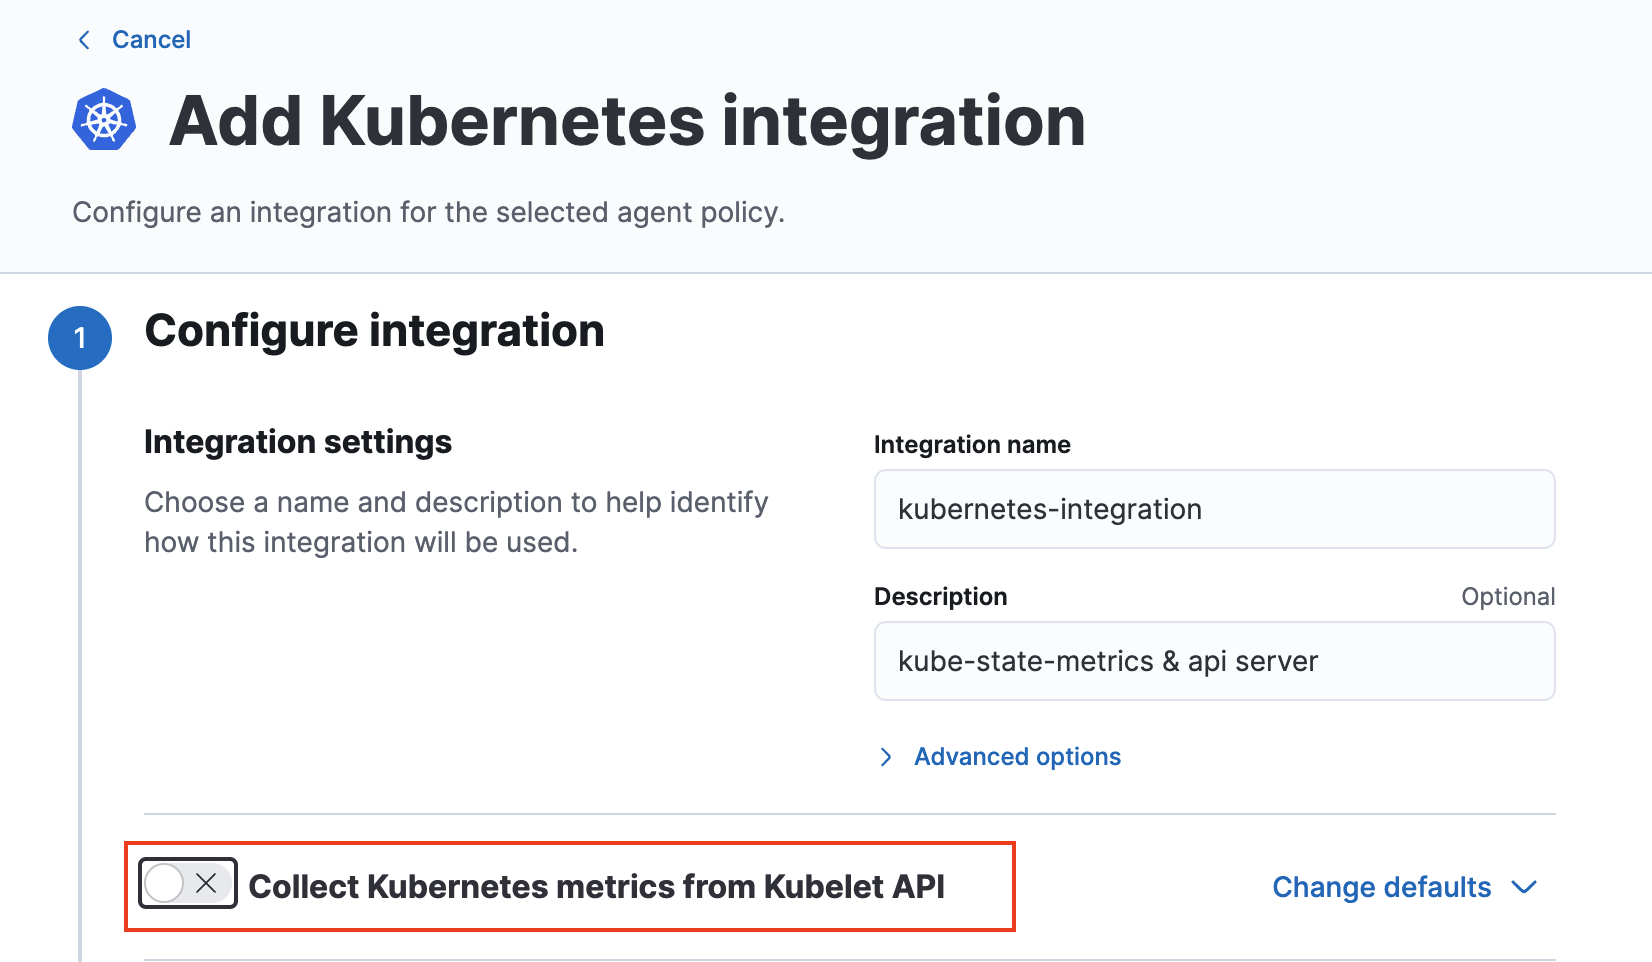 Cancel
Add Kubernetes integration
Configure an integration for the selected agent policy.
1
Configure integration
Integration settings
Choose a name and description to help identify
how this integration will be used.
Integration name
kubernetes-integration
Description
Optional
kube-state-metrics & api server
Advanced options
Collect Kubernetes metrics from Kubelet API
Change defaults